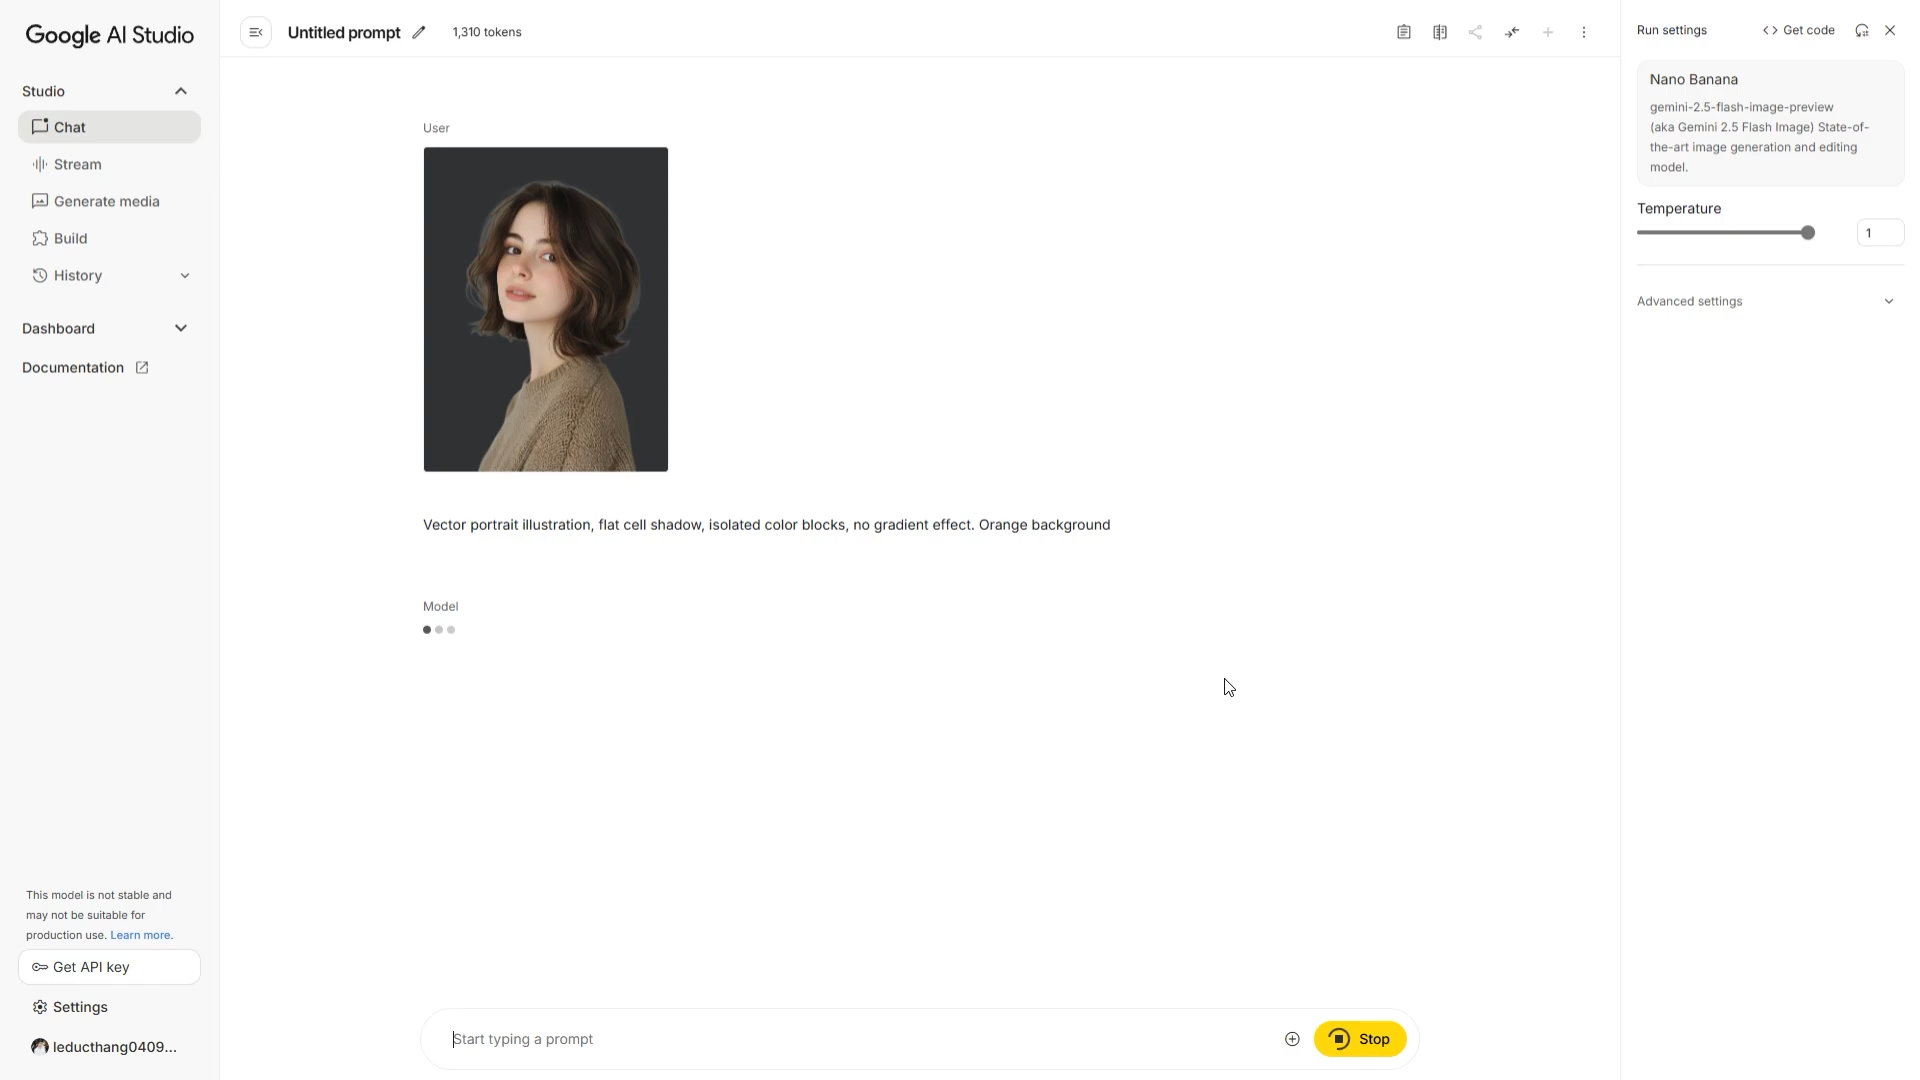 Google AI Studio
Studio
Chat
Stream
Generate media
Build
History
Dashboard
Documentation
This model is not stable and
may not be suitable for
production use. Learn more.
Get API key
Settings
leducthang0409...
Untitled prompt
1,310 tokens
User
Vector portrait illustration, flat cell shadow, isolated color blocks, no gradient effect. Orange background
Model
Start typing a prompt
Stop
Run settings
<> Get code
Nano Banana
gemini-2.5-flash-image-preview
(aka Gemini 2.5 Flash Image) State-of-
the-art image generation and editing
model.
Temperature
1
Advanced settings